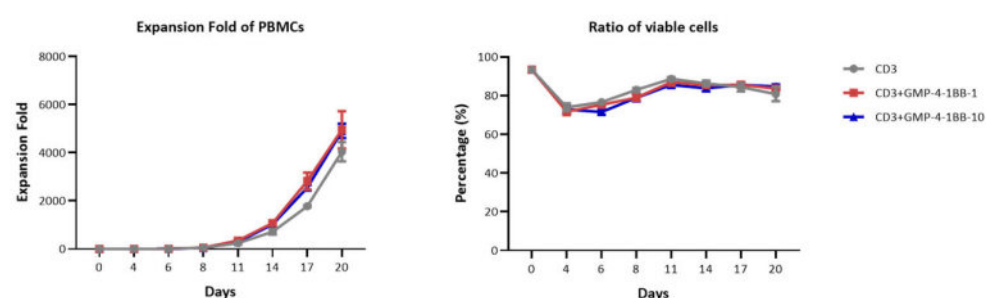 Expansion Fold of PBMCs
Expansion Fold
8000
6000
4000
2000
0
0 4 6 8 11 14 17 20
Days
Ratio of viable cells
Percentage (%)
100
80
60
40
20
0
0 4 6 8 11 14 17 20
Days
CD3
CD3+GMP-4-1BB-1
CD3+GMP-4-1BB-10